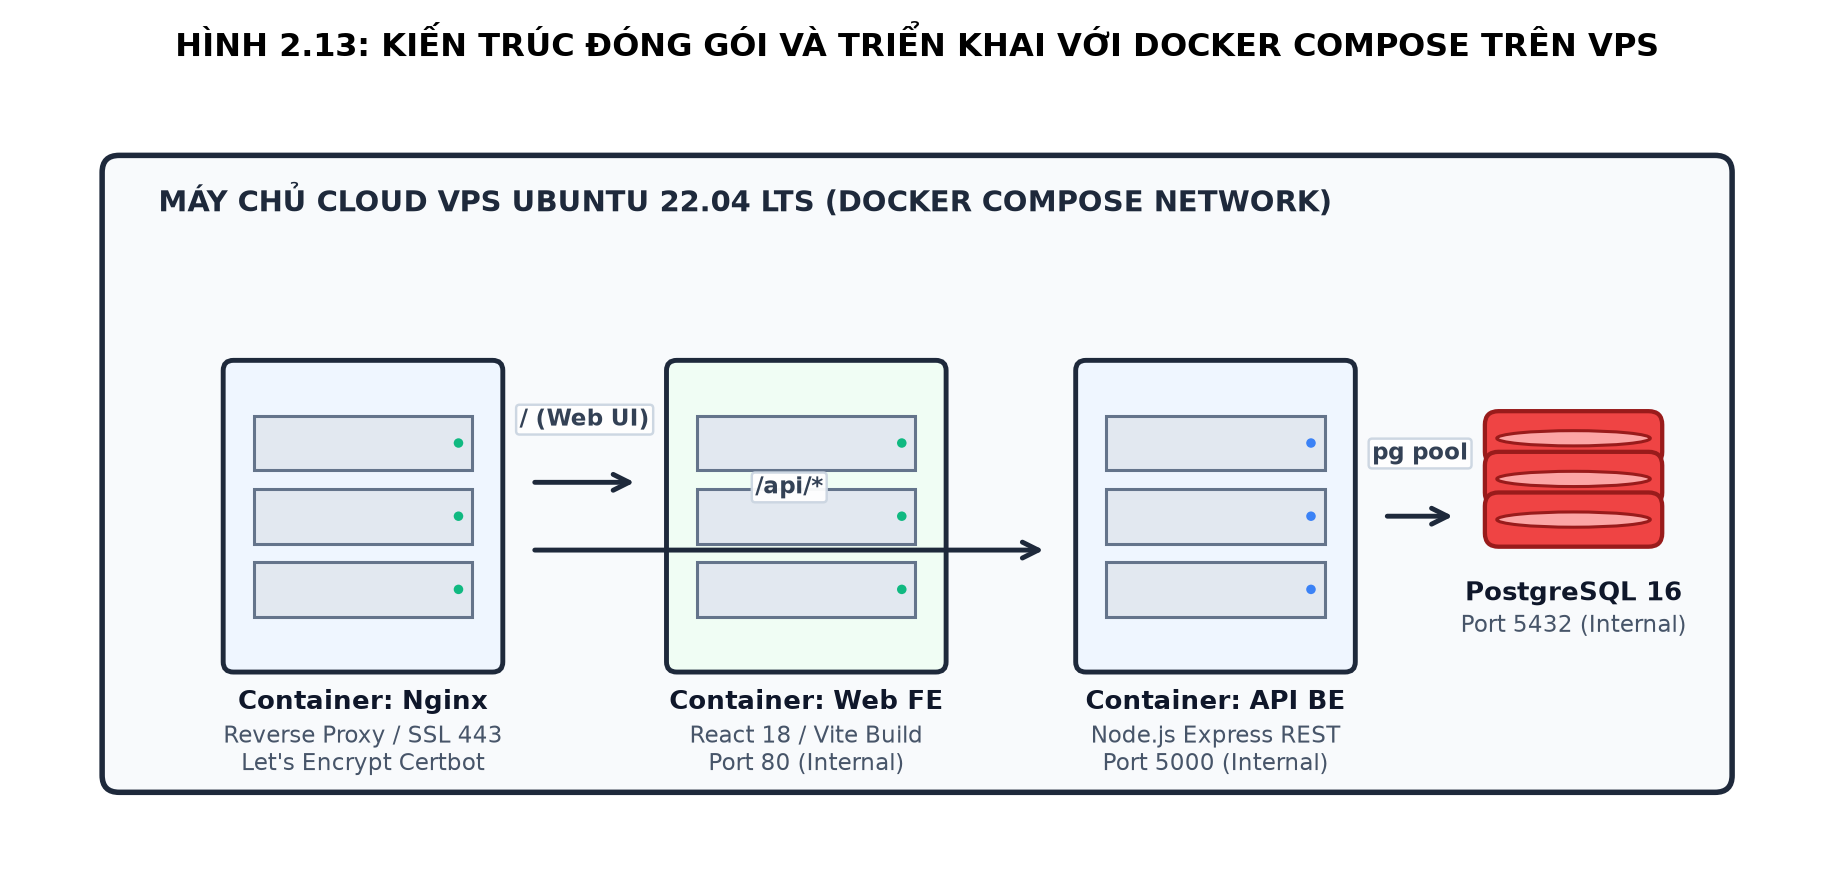 HÌNH 2.13: KIẾN TRÚC ĐÓNG GÓI VÀ TRIỂN KHAI VỚI DOCKER COMPOSE TRÊN VPS
MÁY CHỦ CLOUD VPS UBUNTU 22.04 LTS (DOCKER COMPOSE NETWORK)
/ (Web UI)
/api/*
pg pool
Container: Nginx
Reverse Proxy / SSL 443
Let's Encrypt Certbot
Container: Web FE
React 18 / Vite Build
Port 80 (Internal)
Container: API BE
Node.js Express REST
Port 5000 (Internal)
PostgreSQL 16
Port 5432 (Internal)